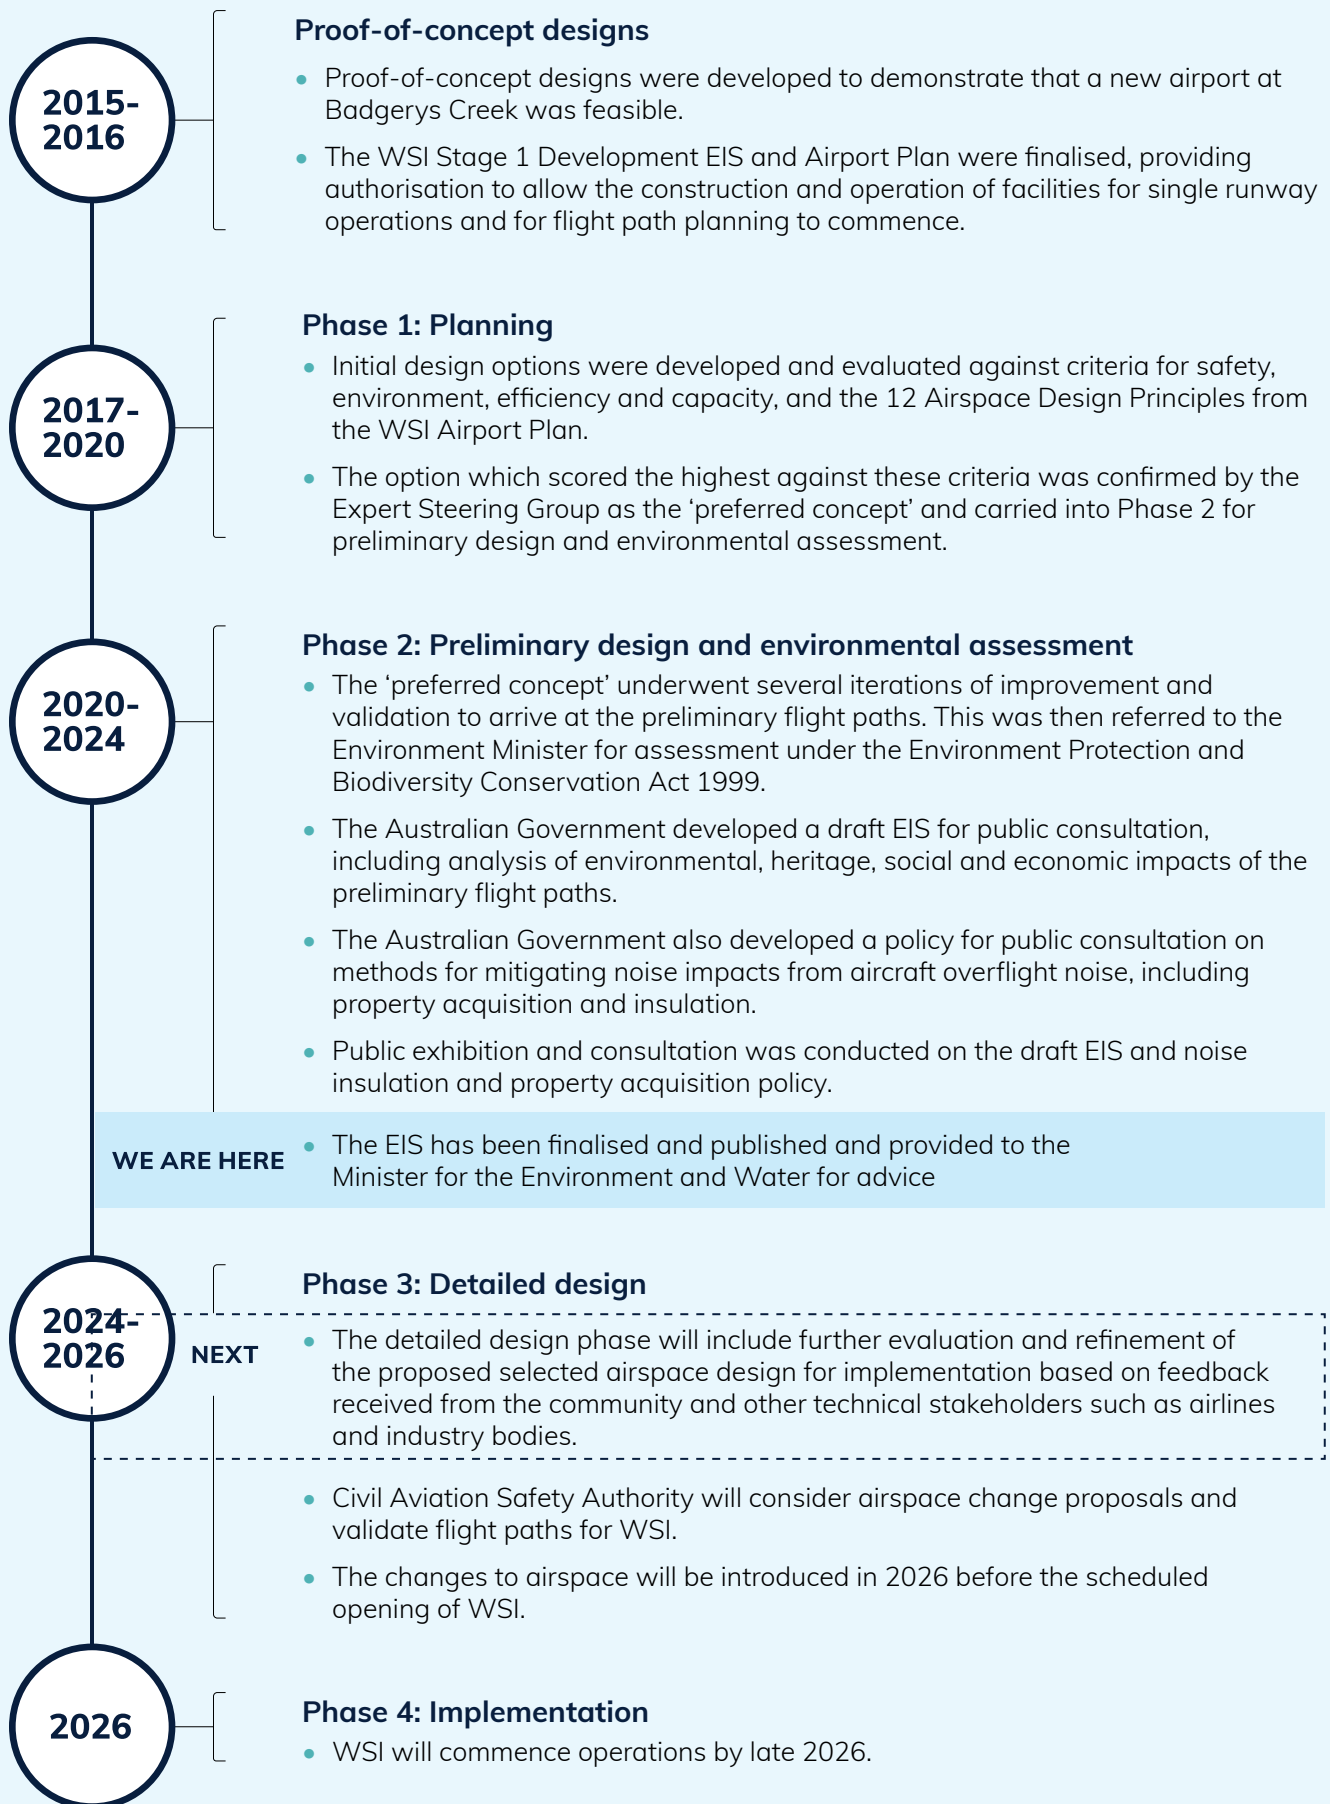 2015-
2016
Proof-of-concept designs
• Proof-of-concept designs were developed to demonstrate that a new airport at
Badgerys Creek was feasible.
• The WSI Stage 1 Development EIS and Airport Plan were finalised, providing
authorisation to allow the construction and operation of facilities for single runway
operations and for flight path planning to commence.
2017-
2020
Phase 1: Planning
• Initial design options were developed and evaluated against criteria for safety,
environment, efficiency and capacity, and the 12 Airspace Design Principles from
the WSI Airport Plan.
• The option which scored the highest against these criteria was confirmed by the
Expert Steering Group as the ‘preferred concept’ and carried into Phase 2 for
preliminary design and environmental assessment.
2020-
2024
Phase 2: Preliminary design and environmental assessment
• The ‘preferred concept’ underwent several iterations of improvement and
validation to arrive at the preliminary flight paths. This was then referred to the
Environment Minister for assessment under the Environment Protection and
Biodiversity Conservation Act 1999.
• The Australian Government developed a draft EIS for public consultation,
including analysis of environmental, heritage, social and economic impacts of the
preliminary flight paths.
• The Australian Government also developed a policy for public consultation on
methods for mitigating noise impacts from aircraft overflight noise, including
property acquisition and insulation.
• Public exhibition and consultation was conducted on the draft EIS and noise
insulation and property acquisition policy.
WE ARE HERE
• The EIS has been finalised and published and provided to the
Minister for the Environment and Water for advice
2024-
2026
Phase 3: Detailed design
NEXT
• The detailed design phase will include further evaluation and refinement of
the proposed selected airspace design for implementation based on feedback
received from the community and other technical stakeholders such as airlines
and industry bodies.
• Civil Aviation Safety Authority will consider airspace change proposals and
validate flight paths for WSI.
• The changes to airspace will be introduced in 2026 before the scheduled
opening of WSI.
2026
Phase 4: Implementation
• WSI will commence operations by late 2026.